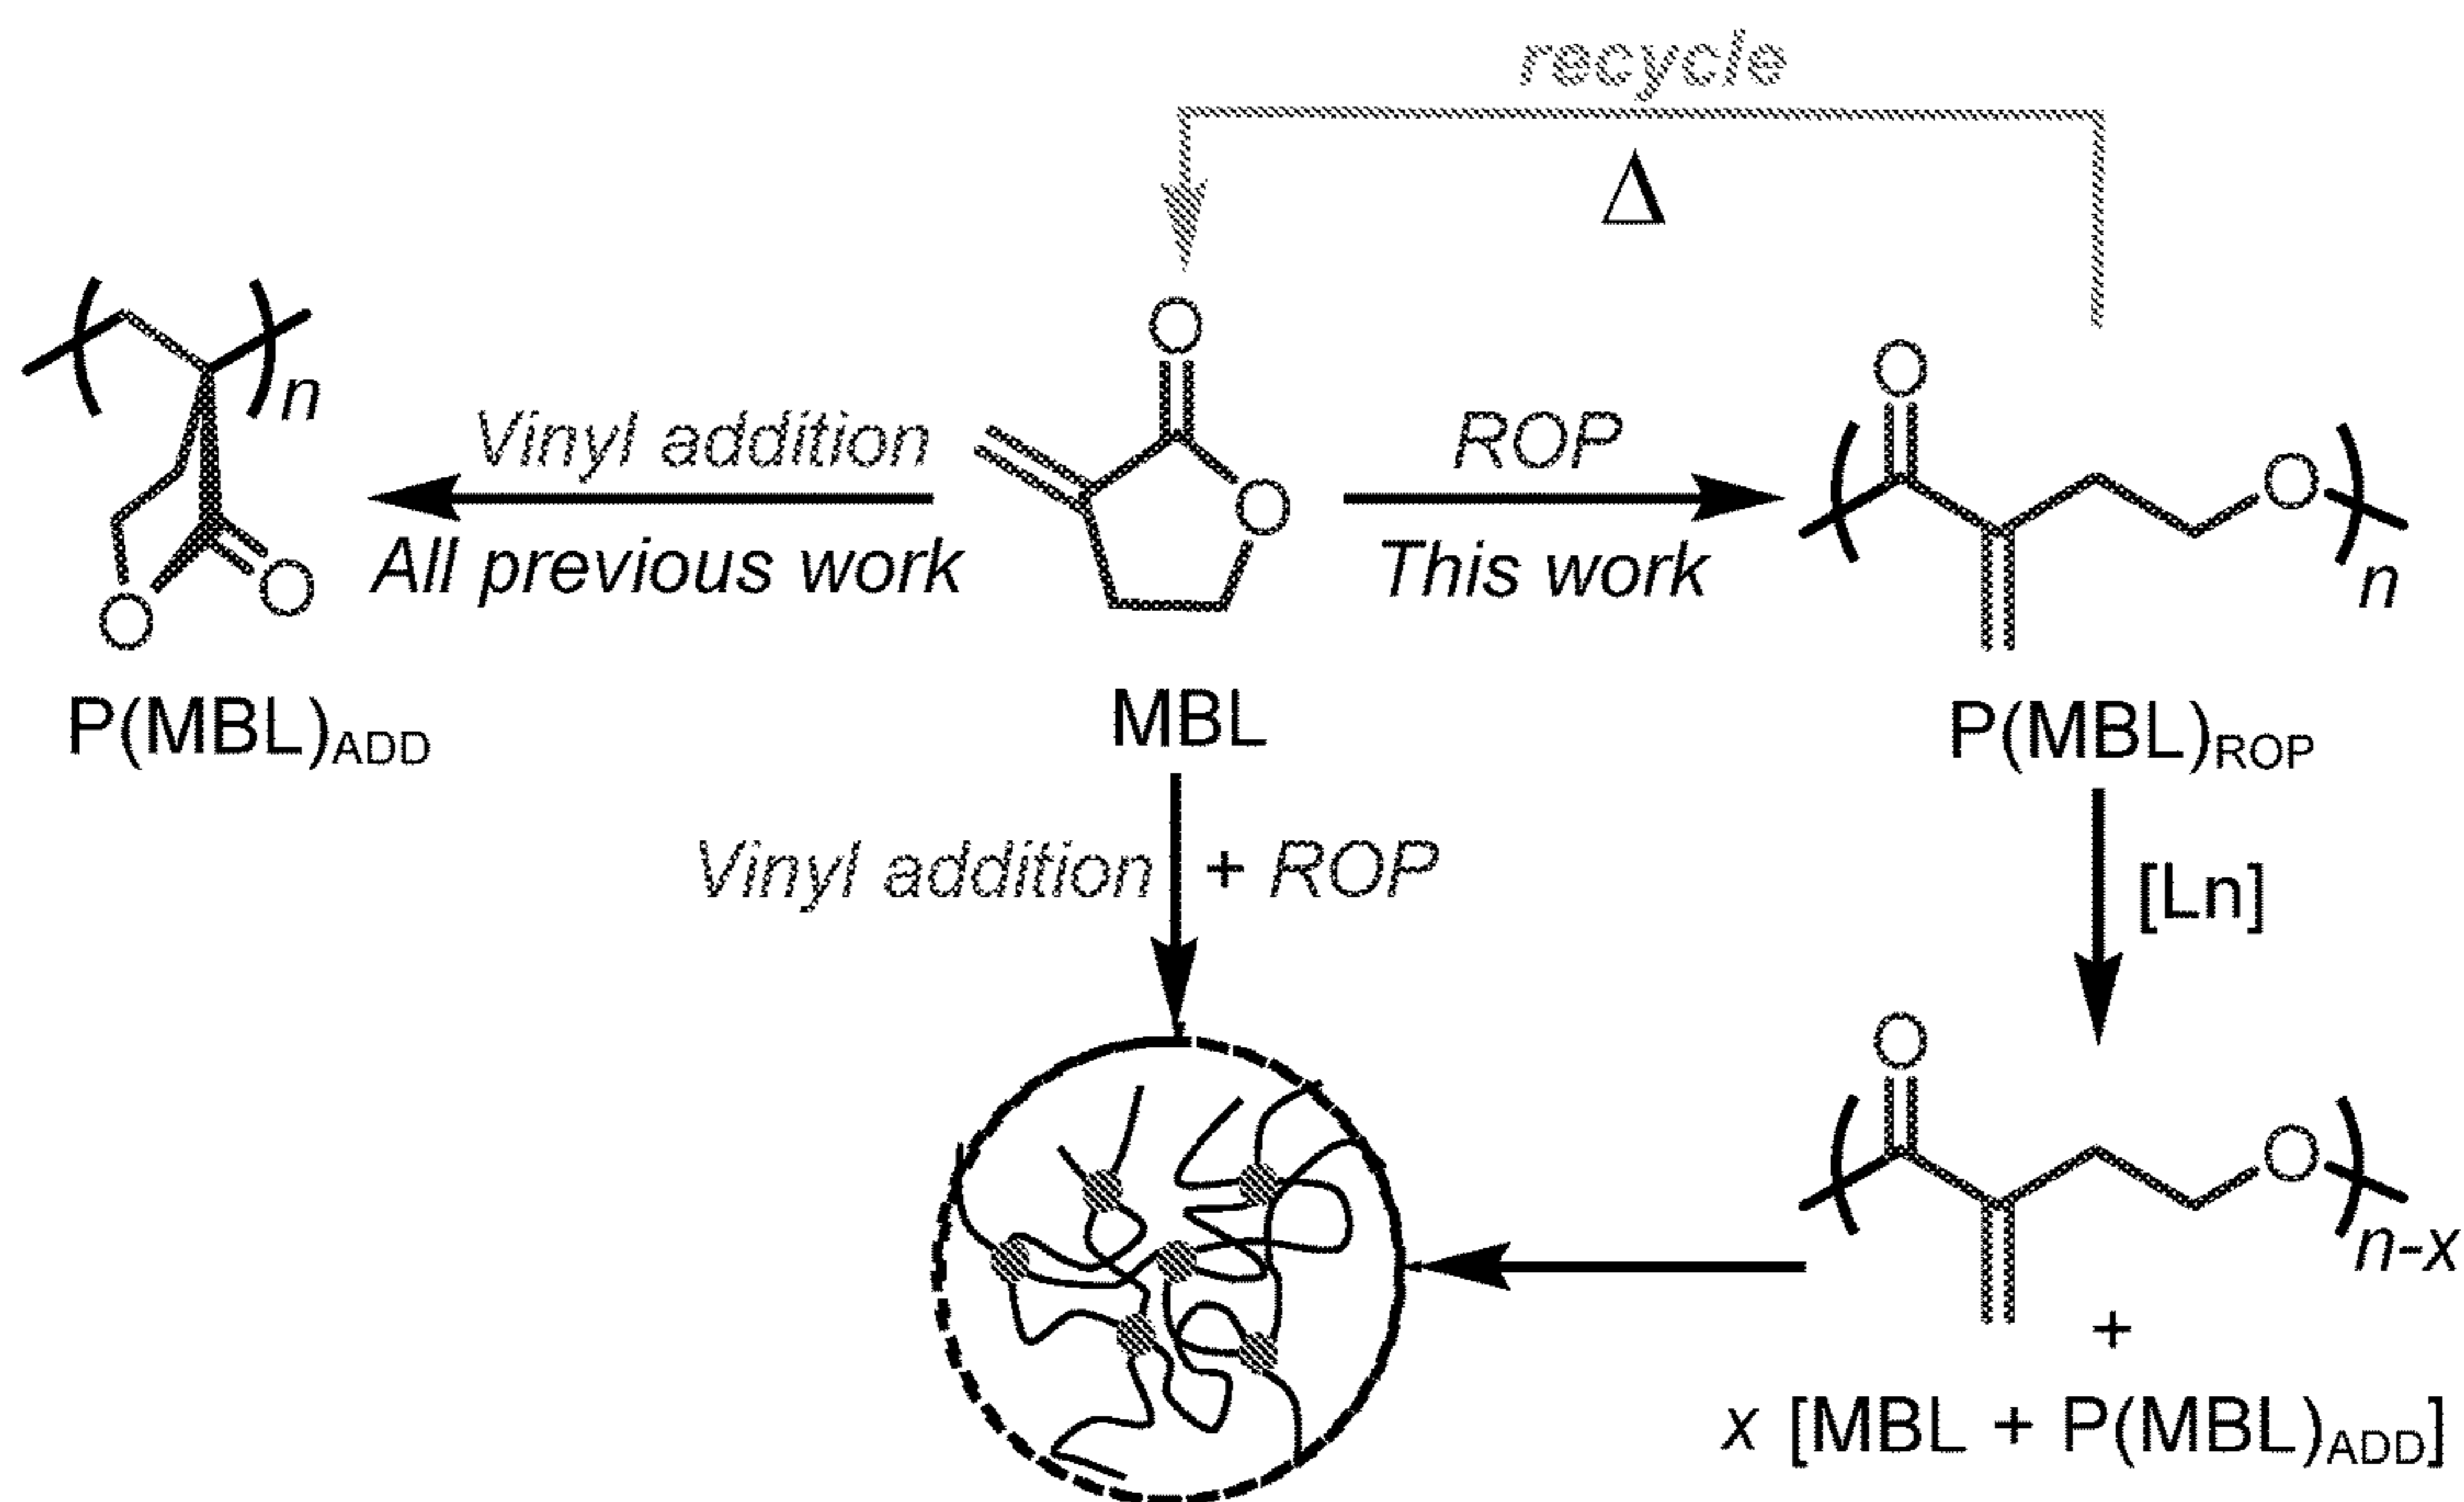 recycle
Δ
O
O
n
Vinyl addition
ROP
O
O
All previous work
This work
n
O
O
P(MBL)ADD
MBL
P(MBL)ROP
Vinyl addition + ROP
[Ln]
O
O
n-x
+
x [MBL + P(MBL)ADD]